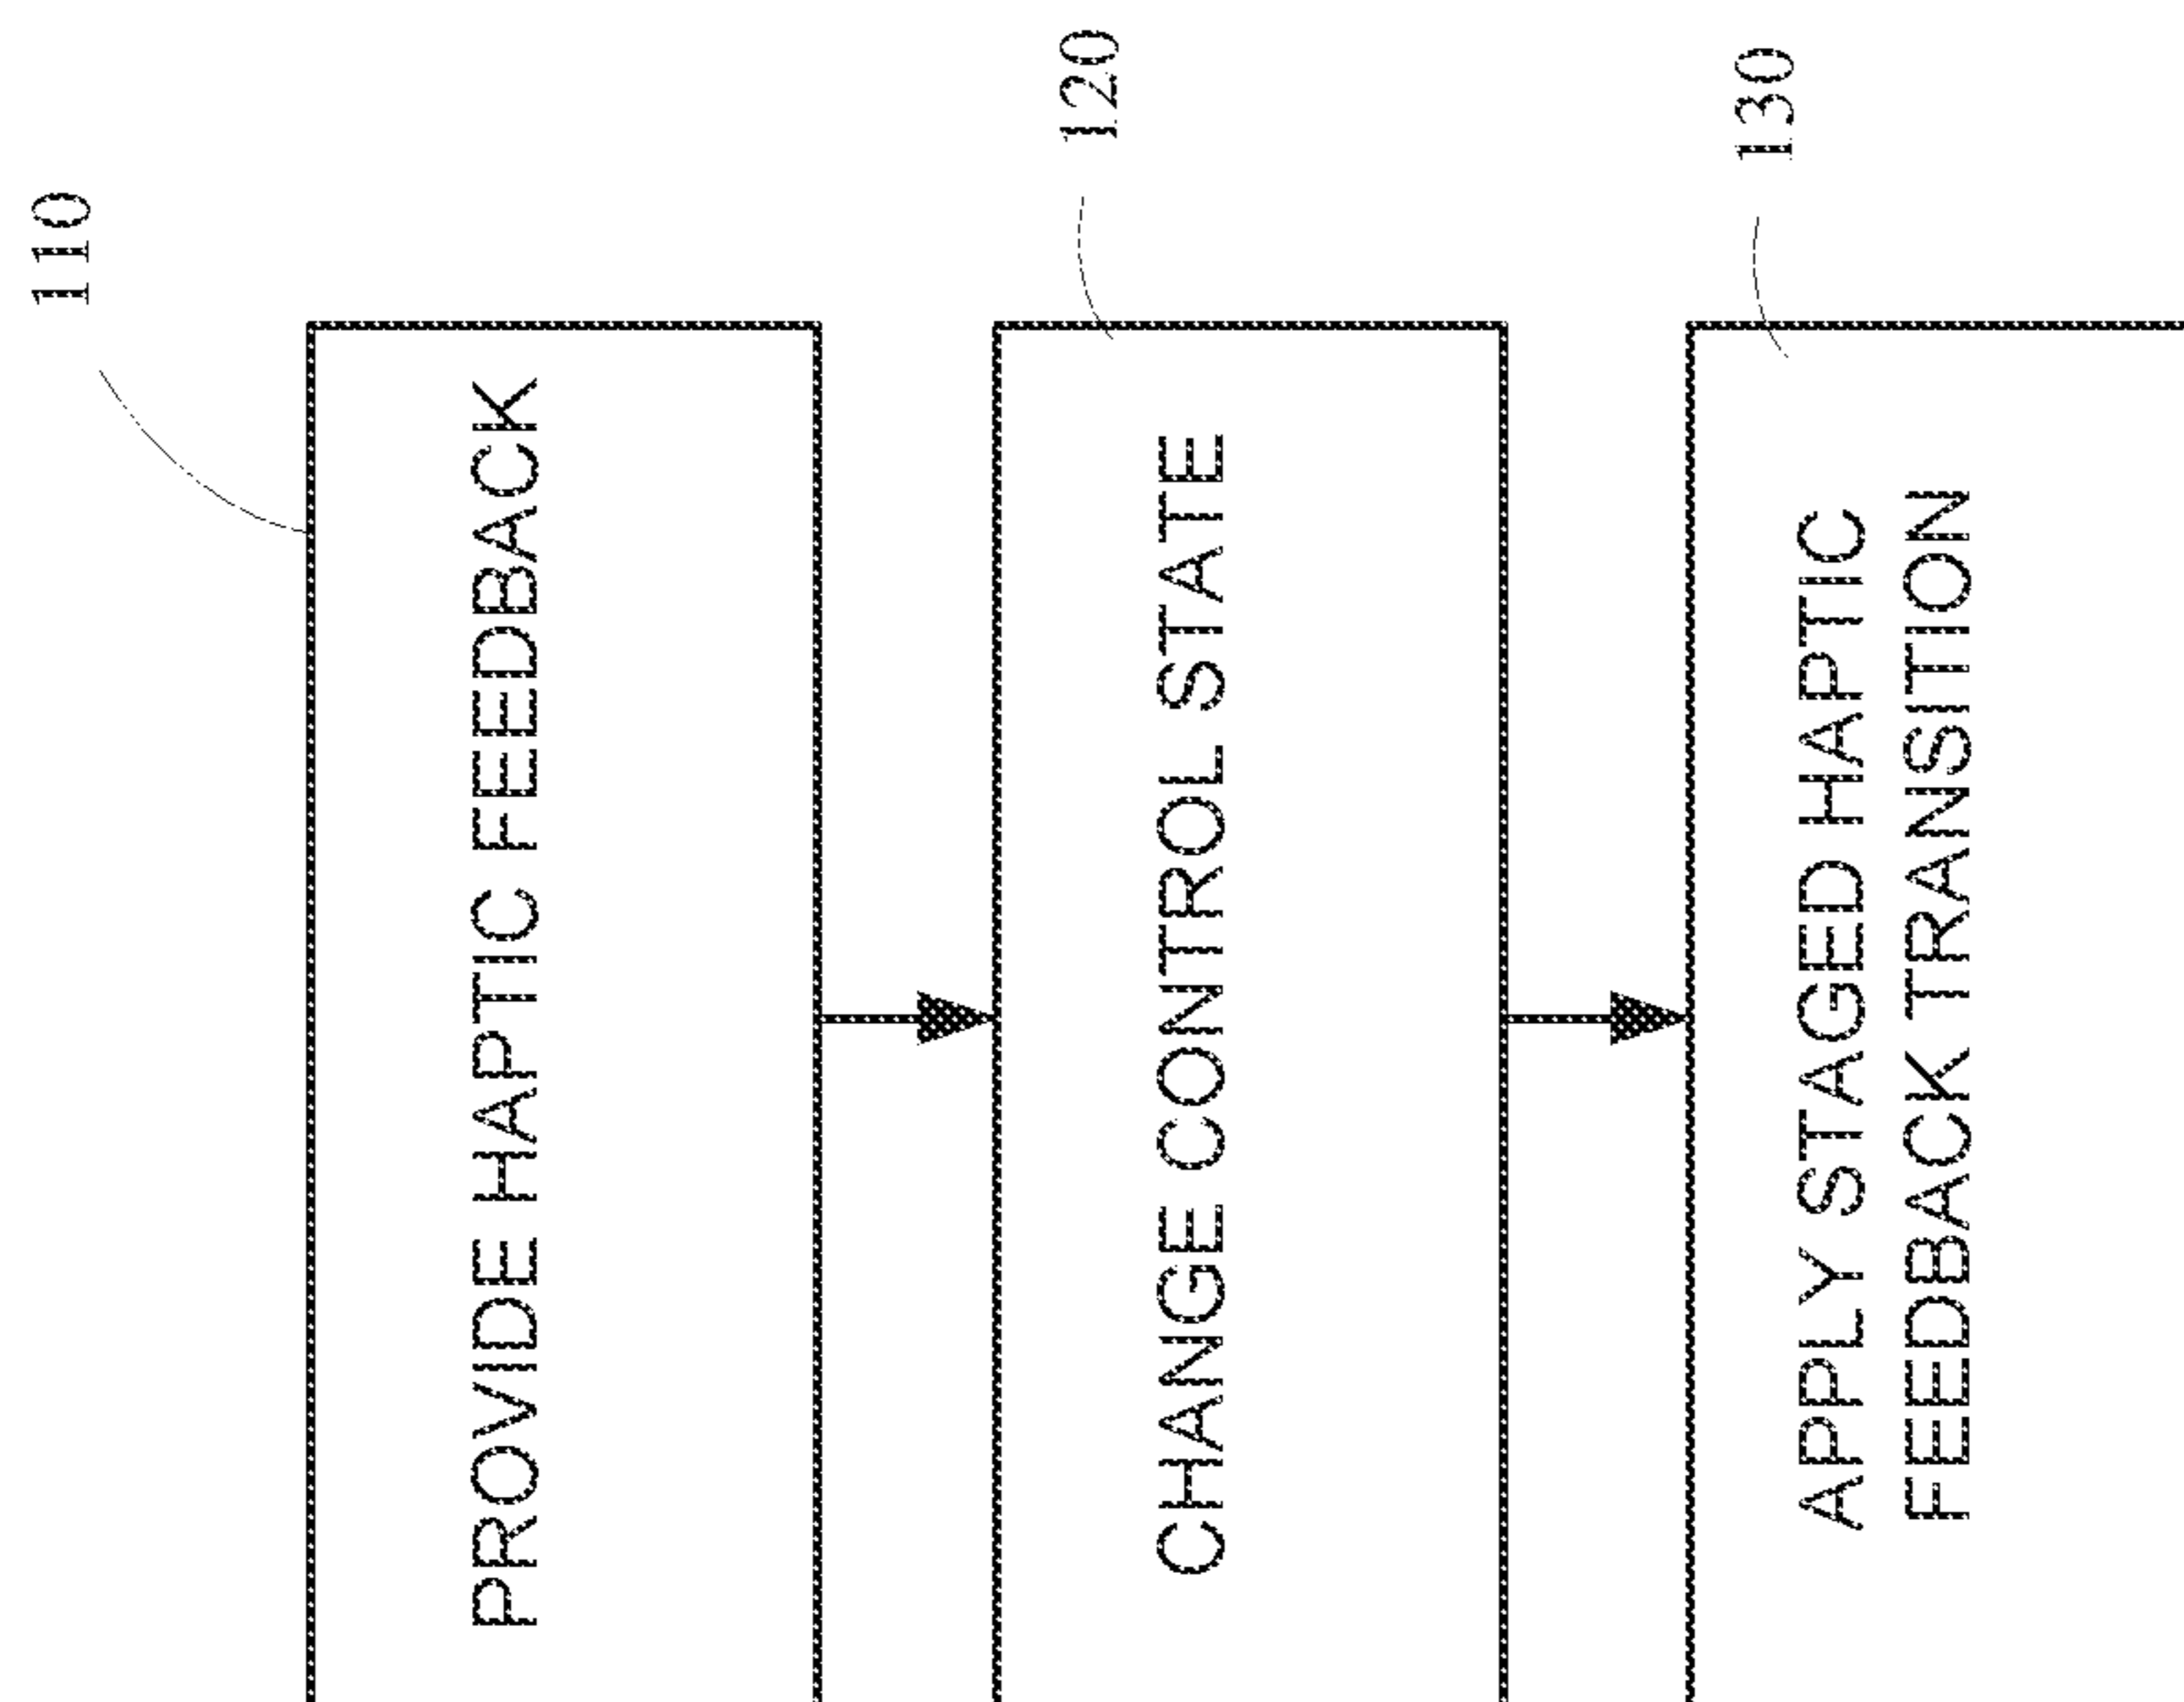 110
PROVIDE HAPTIC FEEDBACK
120
CHANGE CONTROL STATE
130
APPLY STAGED HAPTIC
FEEDBACK TRANSITION